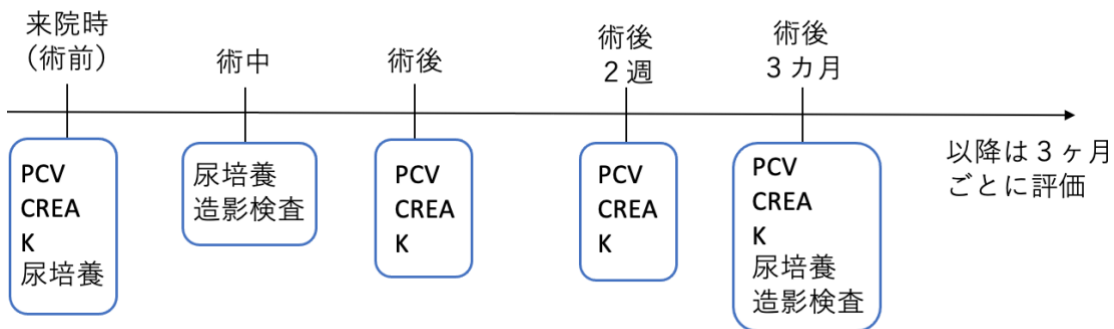 来院時
（術前）
術中
術後
術後
２週
術後
３カ月
PCV
CREA
K
尿培養
尿培養
造影検査
PCV
CREA
K
PCV
CREA
K
PCV
CREA
K
尿培養
造影検査
以降は３ヶ月
ごとに評価